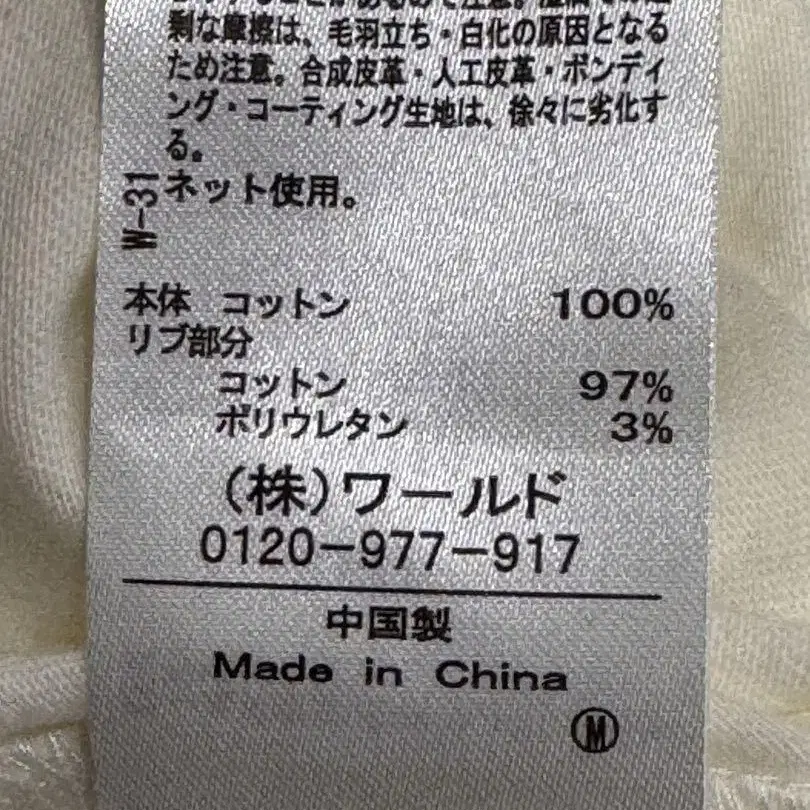 剰な摩擦は、毛羽立ち・白化の原因となる
ため注意。合成皮革・人工皮革・ボンディ
ング・コーティング生地は、徐々に劣化す
る。
W-31
ネット使用。
本体 コットン 100%
リブ部分
コットン 97%
ポリウレタン 3%
(株)ワールド
0120-977-917
中国製
Made in China
M